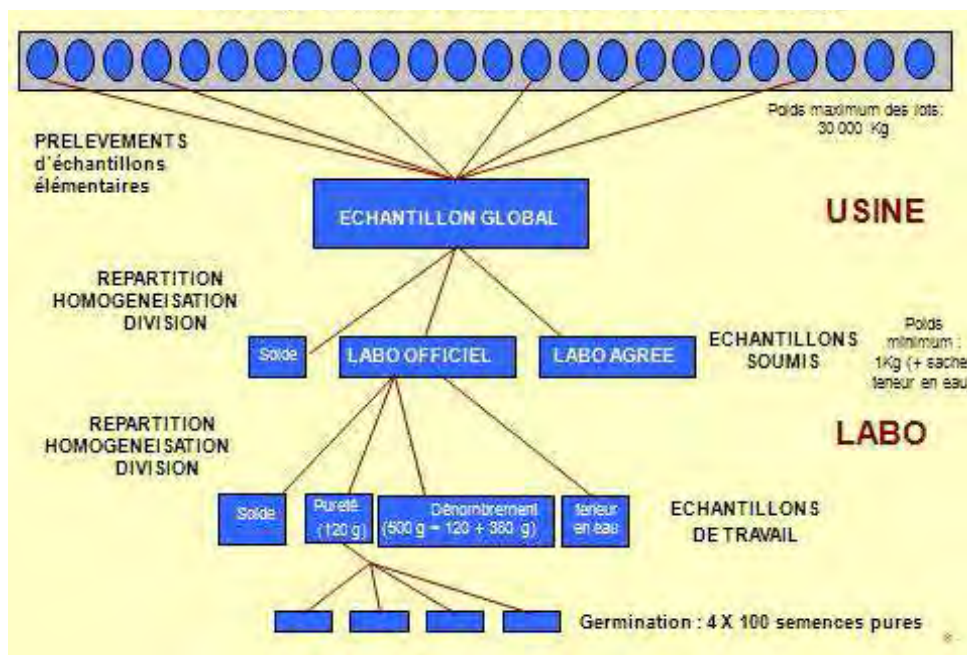 Poids maximum des lots:
30 000 Kg
PRELEVEMENTS
d'échantillons
élémentaires
ECHANTILLON GLOBAL
USINE
REPARTITION
HOMOGENEISATION
DIVISION
Solde
LABO OFFICIEL
LABO AGREE
ECHANTILLONS
SOUMIS
Poids
minimum :
1Kg (+ sache
teneur en eau
LABO
REPARTITION
HOMOGENEISATION
DIVISION
Solde
Pureté
(120 g)
Dénombrement
(500 g = 120 + 380 g)
teneur
en eau
ECHANTILLONS
DE TRAVAIL
Germination : 4 X 100 semences pures